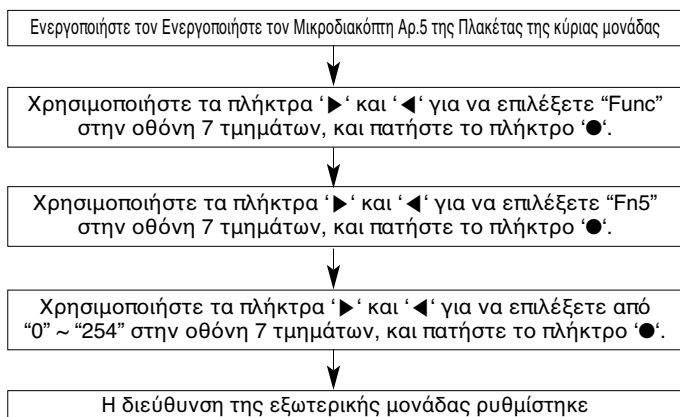 Ενεργοποιήστε τον Ενεργοποιήστε τον Μικροδιακόπτη Αρ.5 της Πλακέτας της κύριας μονάδας
Χρησιμοποιήστε τα πλήκτρα ‘▶‘ και ‘◀‘ για να επιλέξετε “Func”
στην οθόνη 7 τμημάτων, και πατήστε το πλήκτρο ‘●‘.
Χρησιμοποιήστε τα πλήκτρα ‘▶‘ και ‘◀‘ για να επιλέξετε “Fn5”
στην οθόνη 7 τμημάτων, και πατήστε το πλήκτρο ‘●‘.
Χρησιμοποιήστε τα πλήκτρα ‘▶‘ και ‘◀‘ για να επιλέξετε από
“0” ~ “254” στην οθόνη 7 τμημάτων, και πατήστε το πλήκτρο ‘●‘.
Η διεύθυνση της εξωτερικής μονάδας ρυθμίστηκε